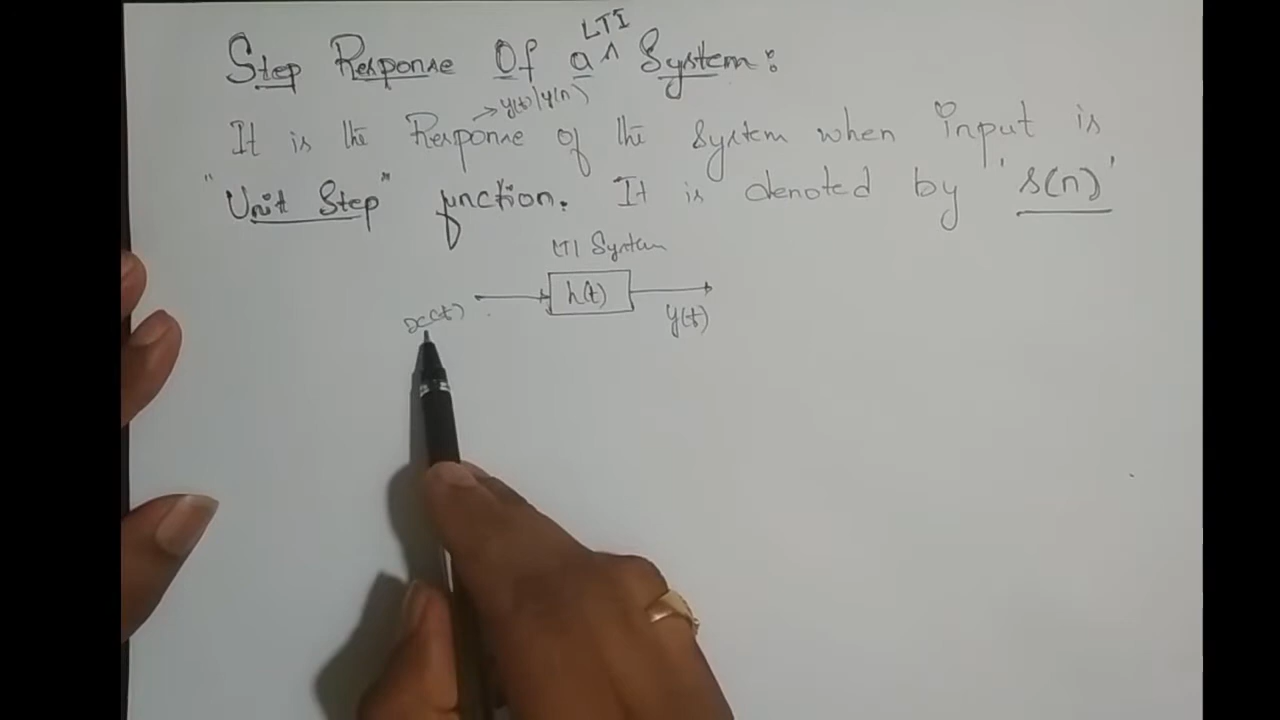 Step Response Of a ^ LTI System:
→ y(t)/y(n)
It is the Response of the system when input is
"Unit Step" function. It is denoted by 's(n)'
LTI System
x(t) h(t) y(t)